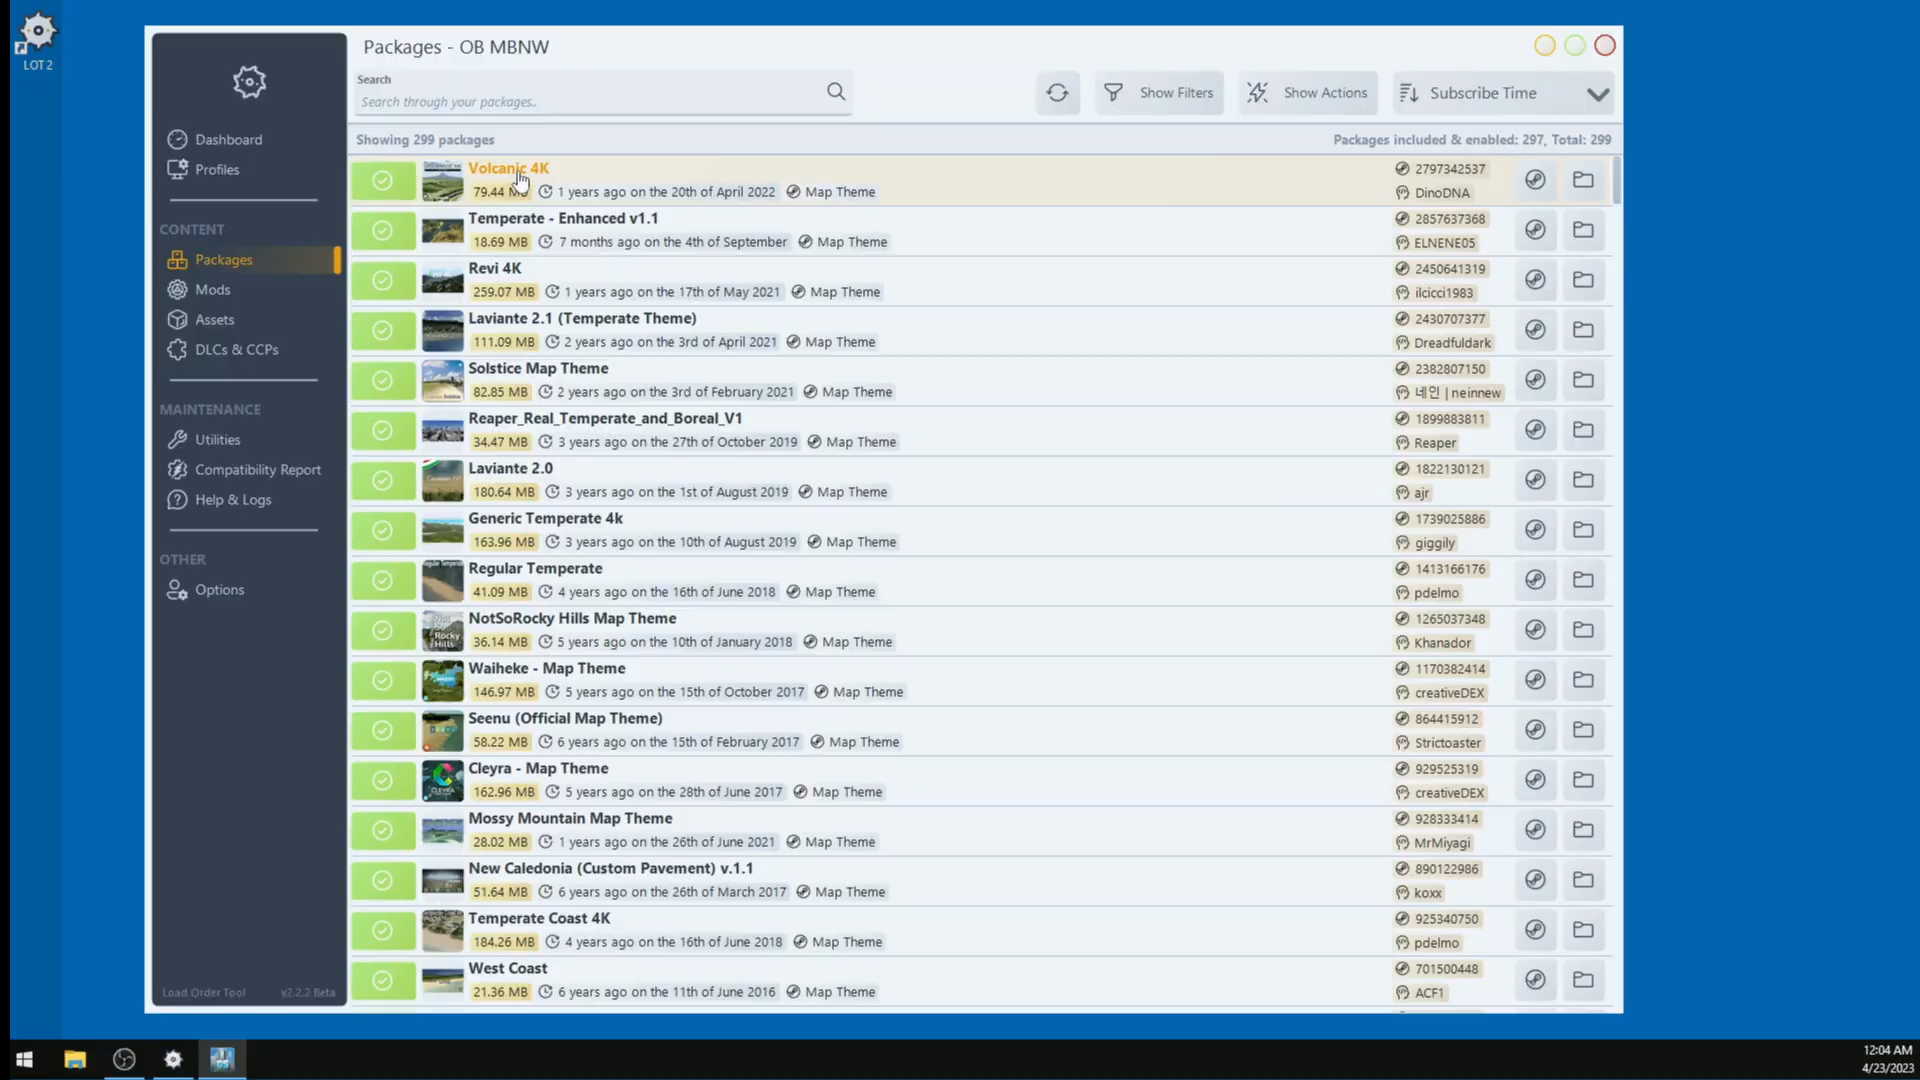 LOT 2
Packages - OB MBNW
Search
Search through your packages..
Show Filters
Show Actions
Subscribe Time
Dashboard
Profiles
CONTENT
Packages
Mods
Assets
DLCs & CCPs
MAINTENANCE
Utilities
Compatibility Report
Help & Logs
OTHER
Options
Load Order Tool v2.2.2 Beta
Showing 299 packages
Packages included & enabled: 297, Total: 299
Volcanic 4K
79.44 M
1 years ago on the 20th of April 2022
Map Theme
2797342537
DinoDNA
Temperate - Enhanced v1.1
18.69 MB
7 months ago on the 4th of September
Map Theme
2857637368
ELNENE05
Revi 4K
259.07 MB
1 years ago on the 17th of May 2021
Map Theme
2450641319
ilcicci1983
Laviante 2.1 (Temperate Theme)
111.09 MB
2 years ago on the 3rd of April 2021
Map Theme
2430707377
Dreadfuldark
Solstice Map Theme
82.85 MB
2 years ago on the 3rd of February 2021
Map Theme
2382807150
네인 | neinnew
Reaper_Real_Temperate_and_Boreal_V1
34.47 MB
3 years ago on the 27th of October 2019
Map Theme
1899883811
Reaper
Laviante 2.0
180.64 MB
3 years ago on the 1st of August 2019
Map Theme
1822130121
ajr
Generic Temperate 4k
163.96 MB
3 years ago on the 10th of August 2019
Map Theme
1739025886
giggily
Regular Temperate
41.09 MB
4 years ago on the 16th of June 2018
Map Theme
1413166176
pdelmo
Not So Rocky Hills
NotSoRocky Hills Map Theme
36.14 MB
5 years ago on the 10th of January 2018
Map Theme
1265037348
Khanador
Waiheke - Map Theme
146.97 MB
5 years ago on the 15th of October 2017
Map Theme
1170382414
creativeDEX
Seenu (Official Map Theme)
58.22 MB
6 years ago on the 15th of February 2017
Map Theme
864415912
Strictoaster
CLEYRA
Cleyra - Map Theme
162.96 MB
5 years ago on the 28th of June 2017
Map Theme
929525319
creativeDEX
Mossy Mountain Map Theme
28.02 MB
1 years ago on the 26th of June 2021
Map Theme
928333414
MrMiyagi
New Caledonia (Custom Pavement) v.1.1
51.64 MB
6 years ago on the 26th of March 2017
Map Theme
890122986
koxx
Temperate Coast 4K
184.26 MB
4 years ago on the 16th of June 2018
Map Theme
925340750
pdelmo
West Coast
21.36 MB
6 years ago on the 11th of June 2016
Map Theme
701500448
ACF1
12:04 AM
4/23/2023